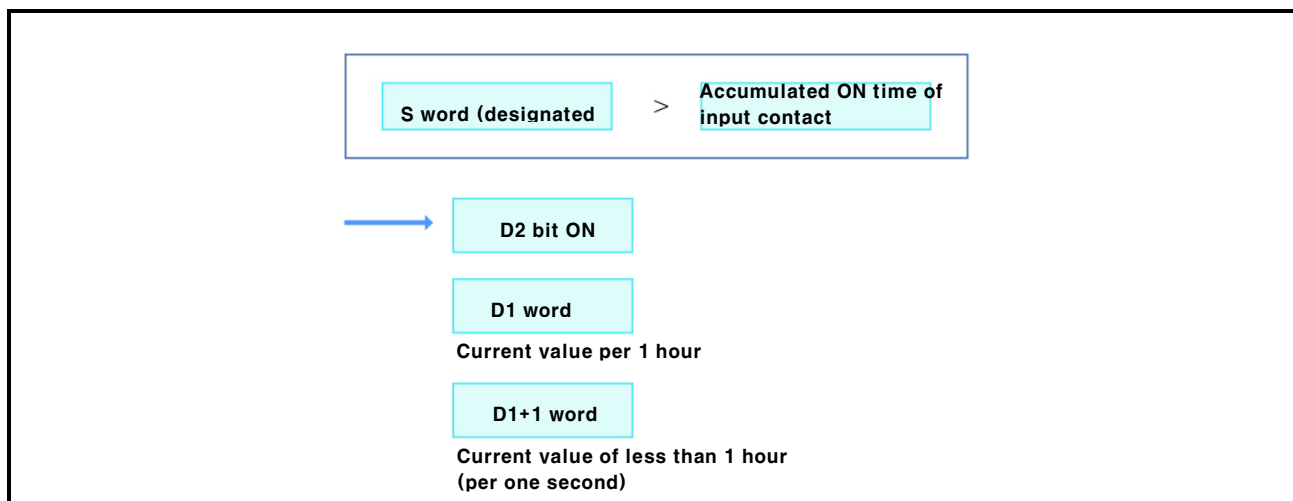 S word (designated
>
Accumulated ON time of
input contact
D2 bit ON
D1 word
Current value per 1 hour
D1+1 word
Current value of less than 1 hour
(per one second)